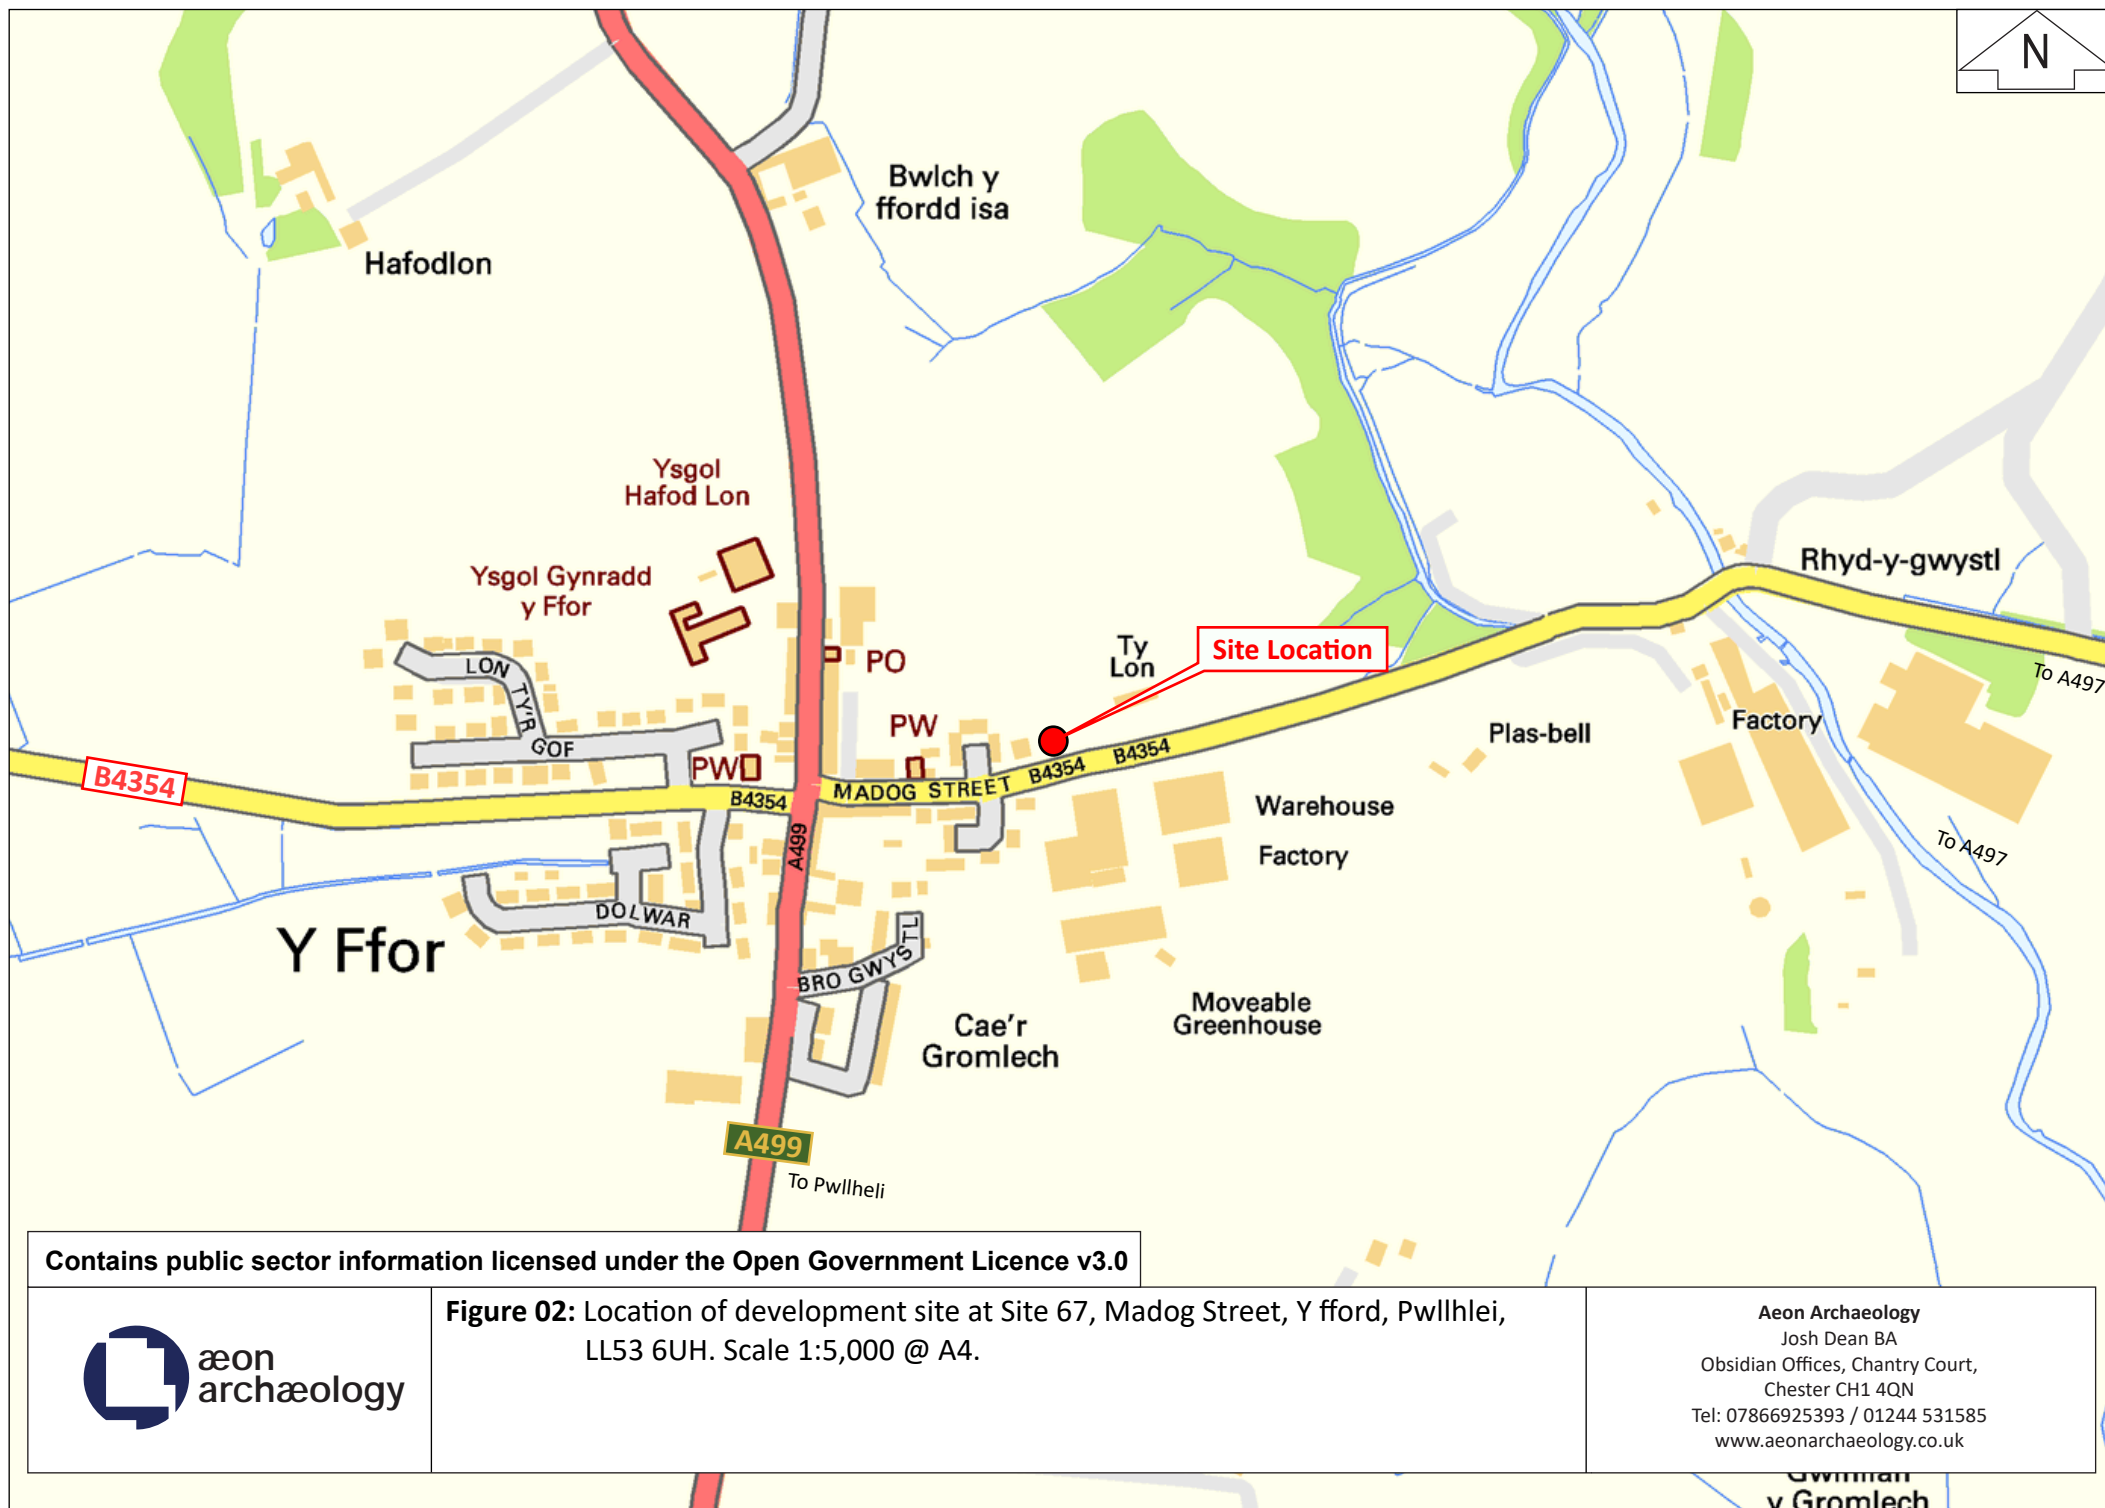 N
Bwlch y
ffordd isa
Hafodlon
Ysgol
Hafod Lon
Ysgol Gynradd
y Ffor
Rhyd-y-gwystl
PO
Ty
Lon
Site Location
LON TY'R GOF
To A497
PW
PW
Plas-bell
Factory
B4354
B4354
MADOG STREET
B4354
B4354
Warehouse
Factory
To A497
A499
DOLWAR
Y Ffor
BRO GWYSTL
Moveable
Greenhouse
Cae'r
Gromlech
A499
To Pwllheli
Contains public sector information licensed under the Open Government Licence v3.0
æon
archæology
Figure 02: Location of development site at Site 67, Madog Street, Y fford, Pwllhlei,
LL53 6UH. Scale 1:5,000 @ A4.
Aeon Archaeology
Josh Dean BA
Obsidian Offices, Chantry Court,
Chester CH1 4QN
Tel: 07866925393 / 01244 531585
www.aeonarchaeology.co.uk
y Gromlech